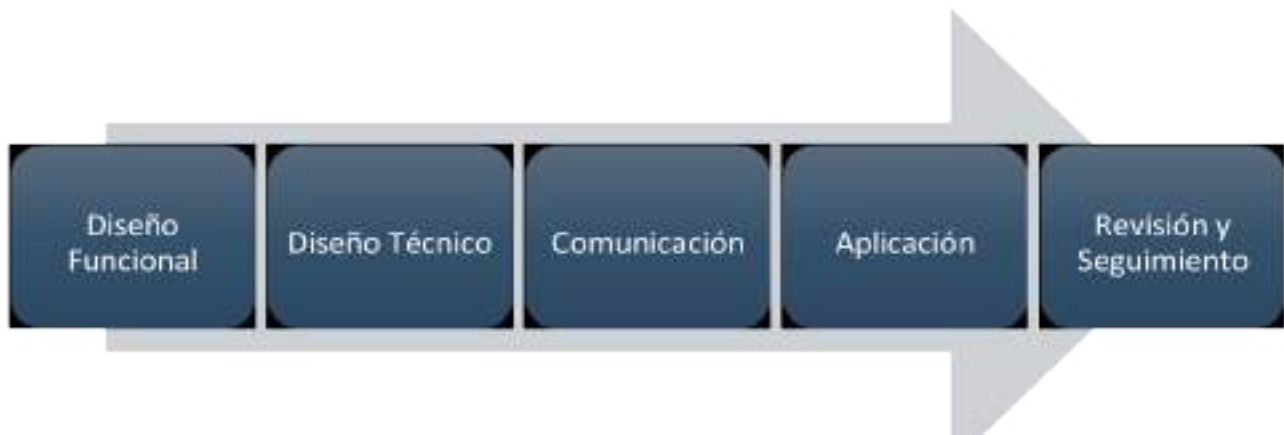 Diseño
Funcional
Diseño Técnico
Comunicación
Aplicación
Revisión y
Seguimiento